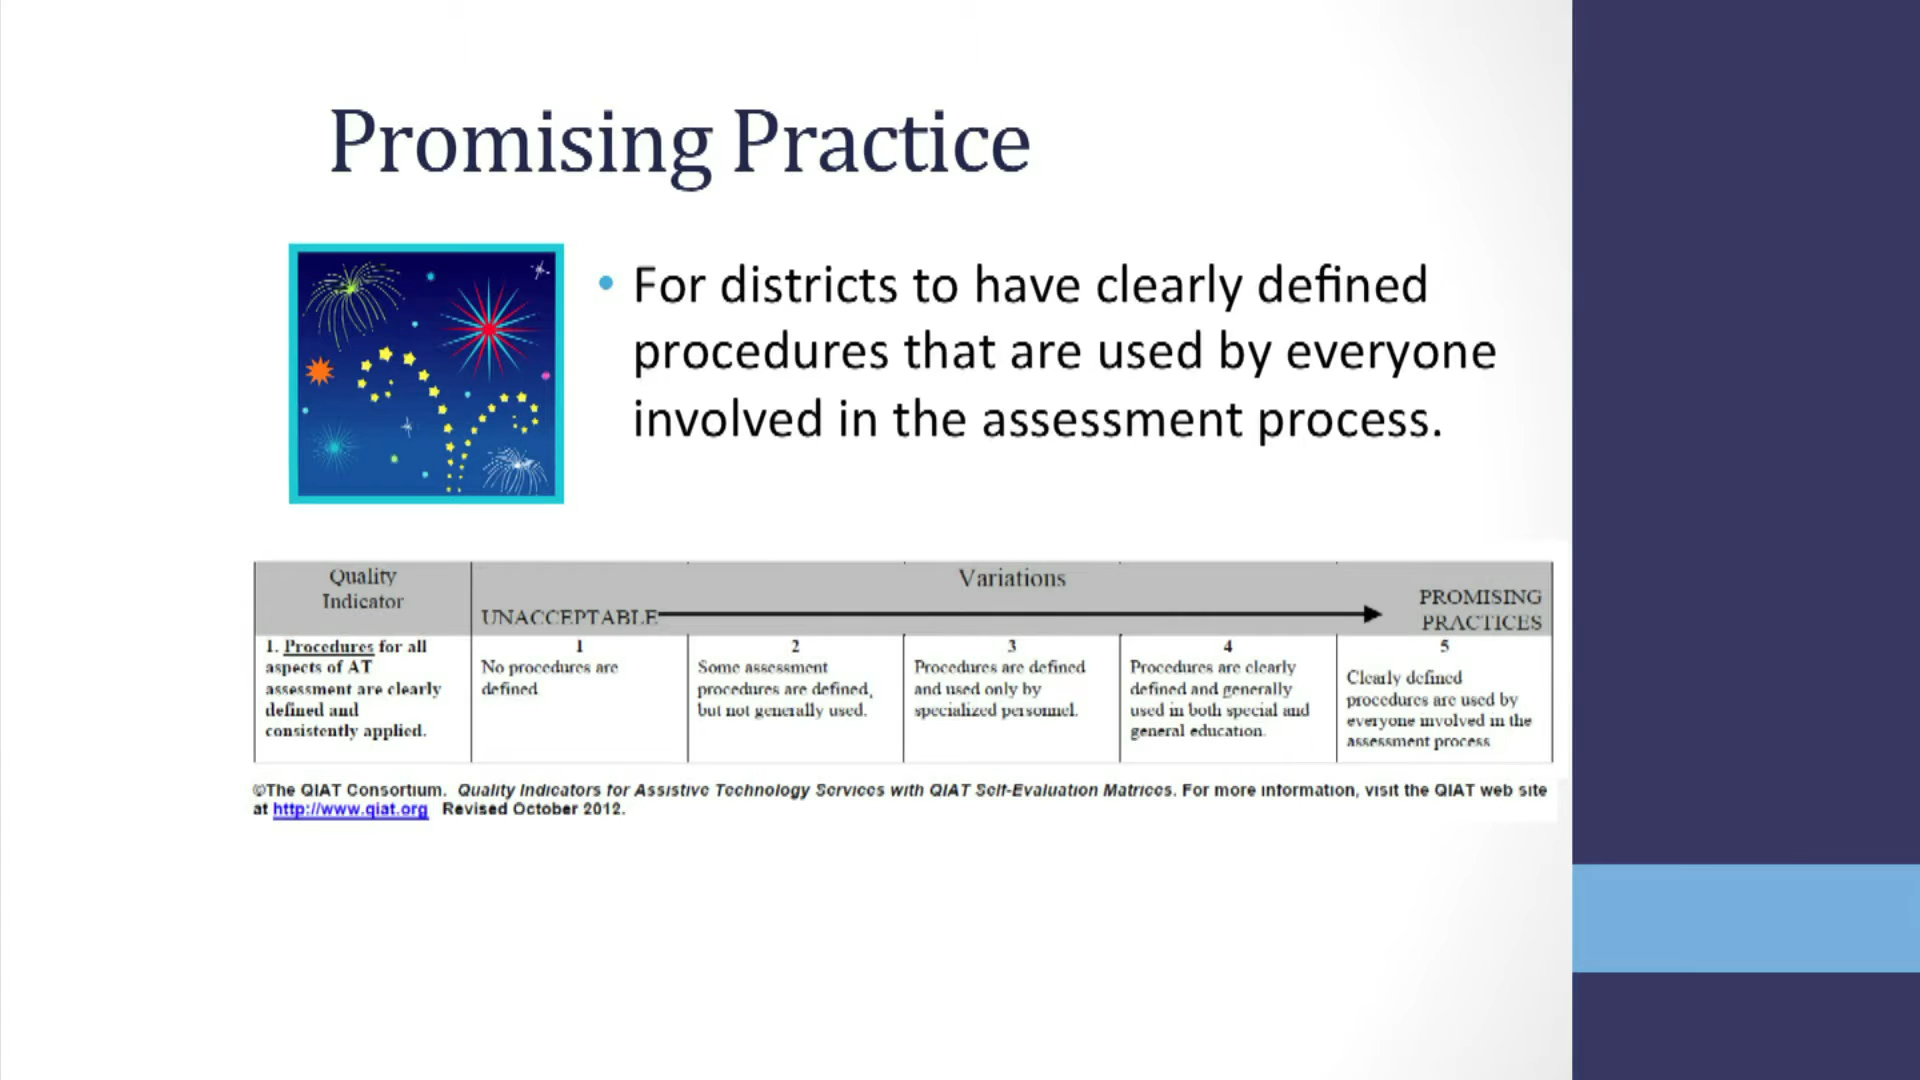 Promising Practice
• For districts to have clearly defined
procedures that are used by everyone
involved in the assessment process.
Quality
Indicator
Variations
UNACCEPTABLE
PROMISING
PRACTICES
1. Procedures for all
aspects of AT
assessment are clearly
defined and
consistently applied.
1
No procedures are
defined
2
Some assessment
procedures are defined,
but not generally used.
3
Procedures are defined
and used only by
specialized personnel.
4
Procedures are clearly
defined and generally
used in both special and
general education.
5
Clearly defined
procedures are used by
everyone involved in the
assessment process
©The QIAT Consortium. Quality Indicators for Assistive Technology Services with QIAT Self-Evaluation Matrices. For more information, visit the QIAT web site
at http://www.qiat.org Revised October 2012.